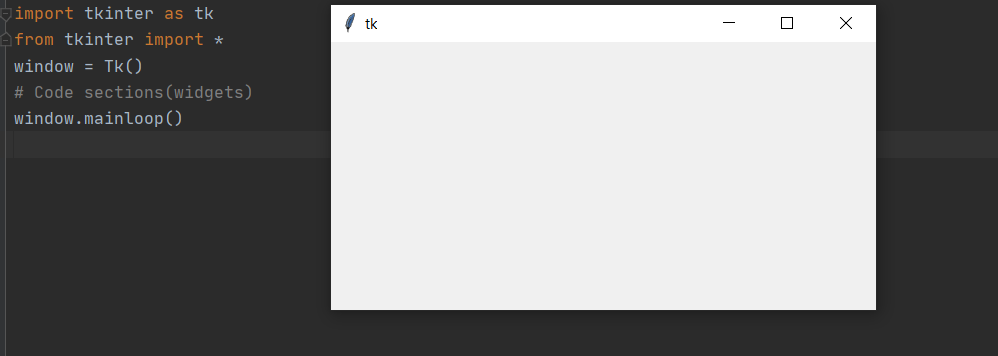 import tkinter as tk
from tkinter import *
window = Tk()
# Code sections(widgets)
window.mainloop()
tk